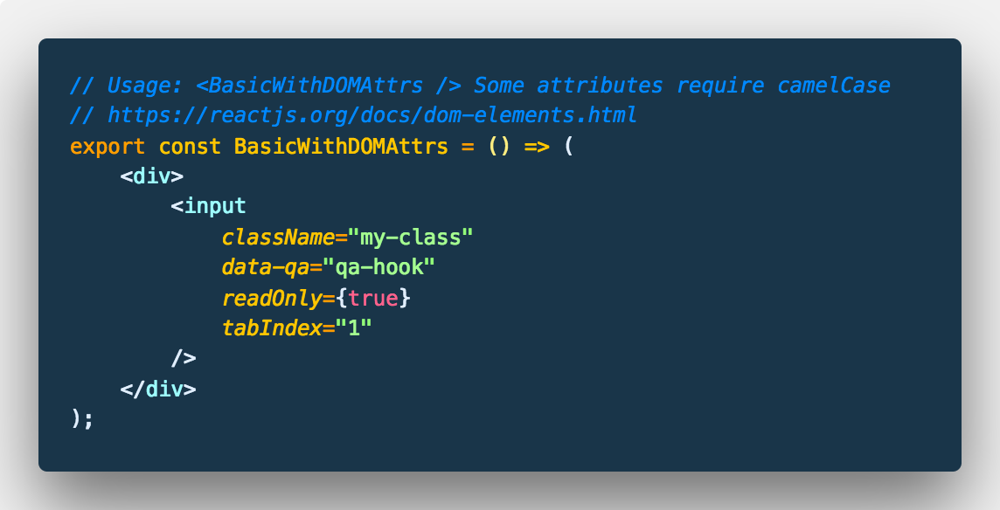 // Usage: <BasicWithDOMAttrs /> Some attributes require camelCase
// https://reactjs.org/docs/dom-elements.html
export const BasicWithDOMAttrs = () => (
    <div>
        <input
            className="my-class"
            data-qa="qa-hook"
            readOnly={true}
            tabIndex="1"
        />
    </div>
);